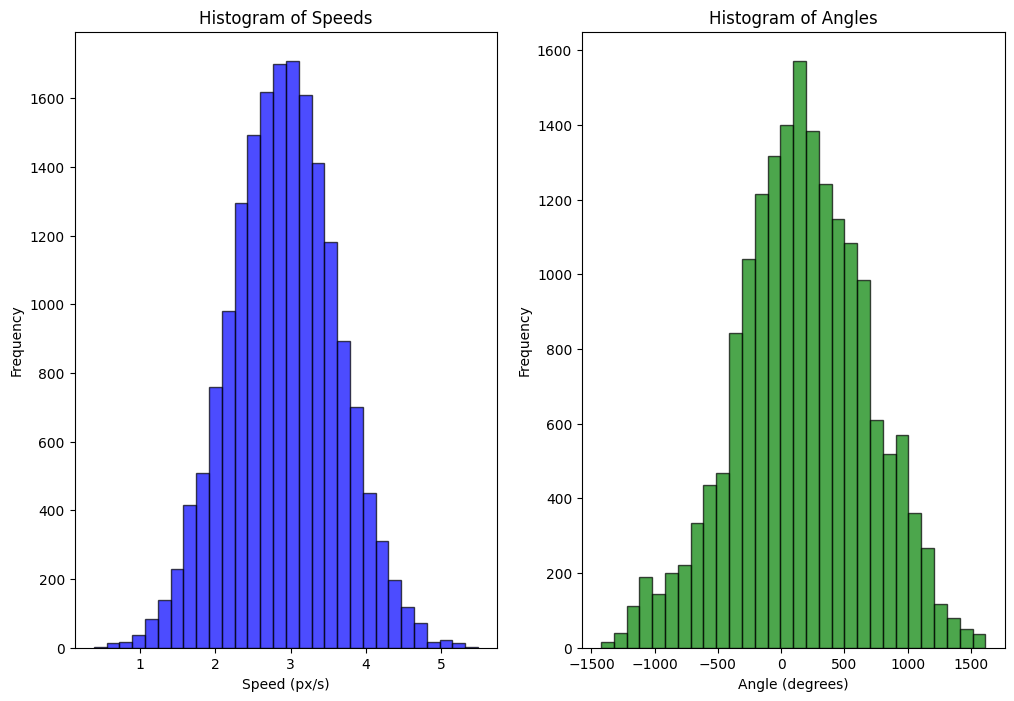 Histogram of Speeds
1600
1400
1200
1000
800
600
400
200
0
Frequency
1 2 3 4 5
Speed (px/s)
Histogram of Angles
1600
1400
1200
1000
800
600
400
200
0
Frequency
−1500 −1000 −500 0 500 1000 1500
Angle (degrees)